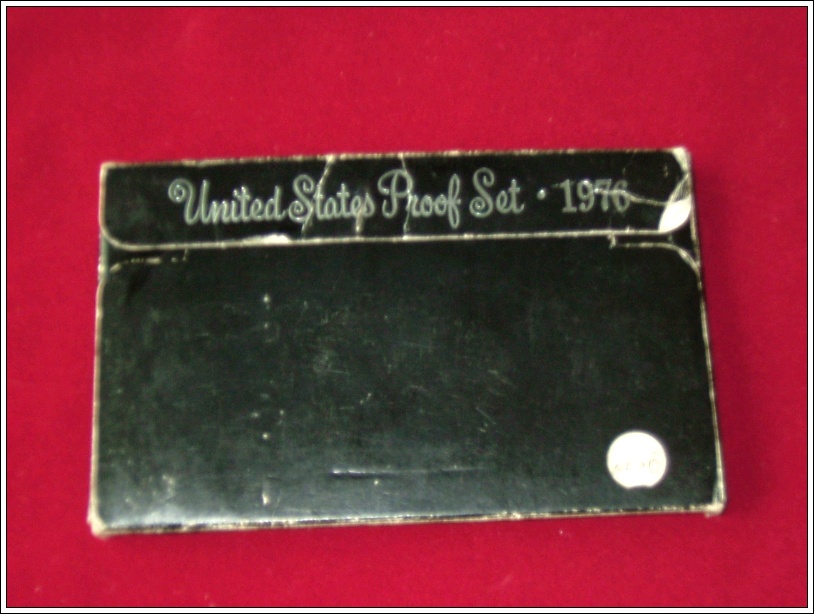 United States Proof Set · 1976